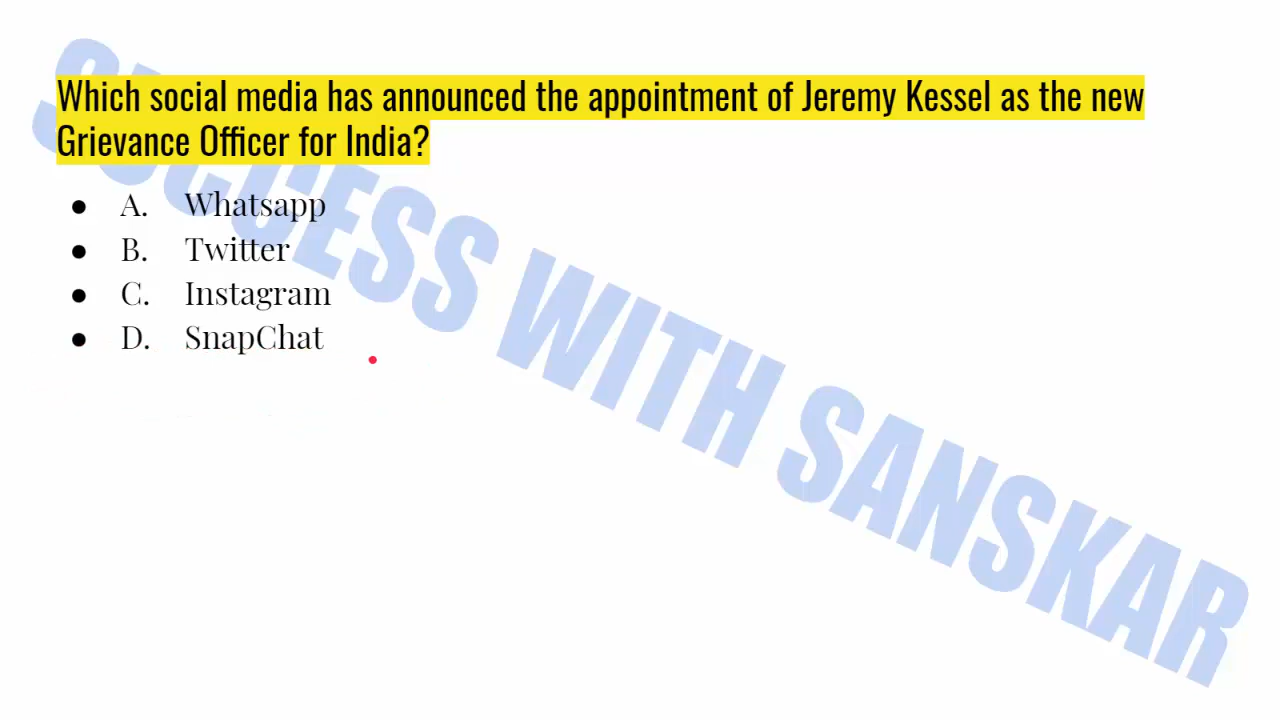 Which social media has announced the appointment of Jeremy Kessel as the new
Grievance Officer for India?
● A. Whatsapp
● B. Twitter
● C. Instagram
● D. SnapChat
SUCCESS WITH SANSKAR